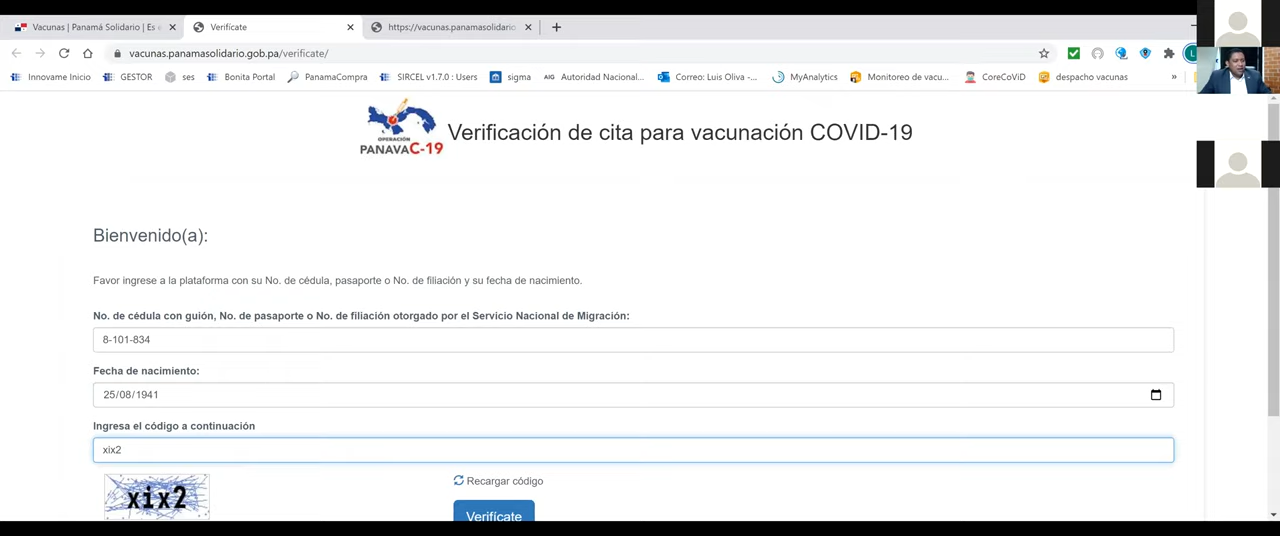 Vacunas | Panamá Solidario | Es e
Verifícate
https://vacunas.panamasolidario
vacunas.panamasolidario.gob.pa/verificate/
Innovame Inicio
GESTOR
ses
Bonita Portal
PanamaCompra
SIRCEL v1.7.0 : Users
sigma
AIG
Autoridad Nacional...
Correo: Luis Oliva -...
MyAnalytics
Monitoreo de vacu...
CoreCoViD
despacho vacunas
»
OPERACIÓN
PANAVAC-19
Verificación de cita para vacunación COVID-19
Bienvenido(a):
Favor ingrese a la plataforma con su No. de cédula, pasaporte o No. de filiación y su fecha de nacimiento.
No. de cédula con guión, No. de pasaporte o No. de filiación otorgado por el Servicio Nacional de Migración:
8-101-834
Fecha de nacimiento:
25/08/1941
Ingresa el código a continuación
xix2
xix2
Recargar código
Verifícate